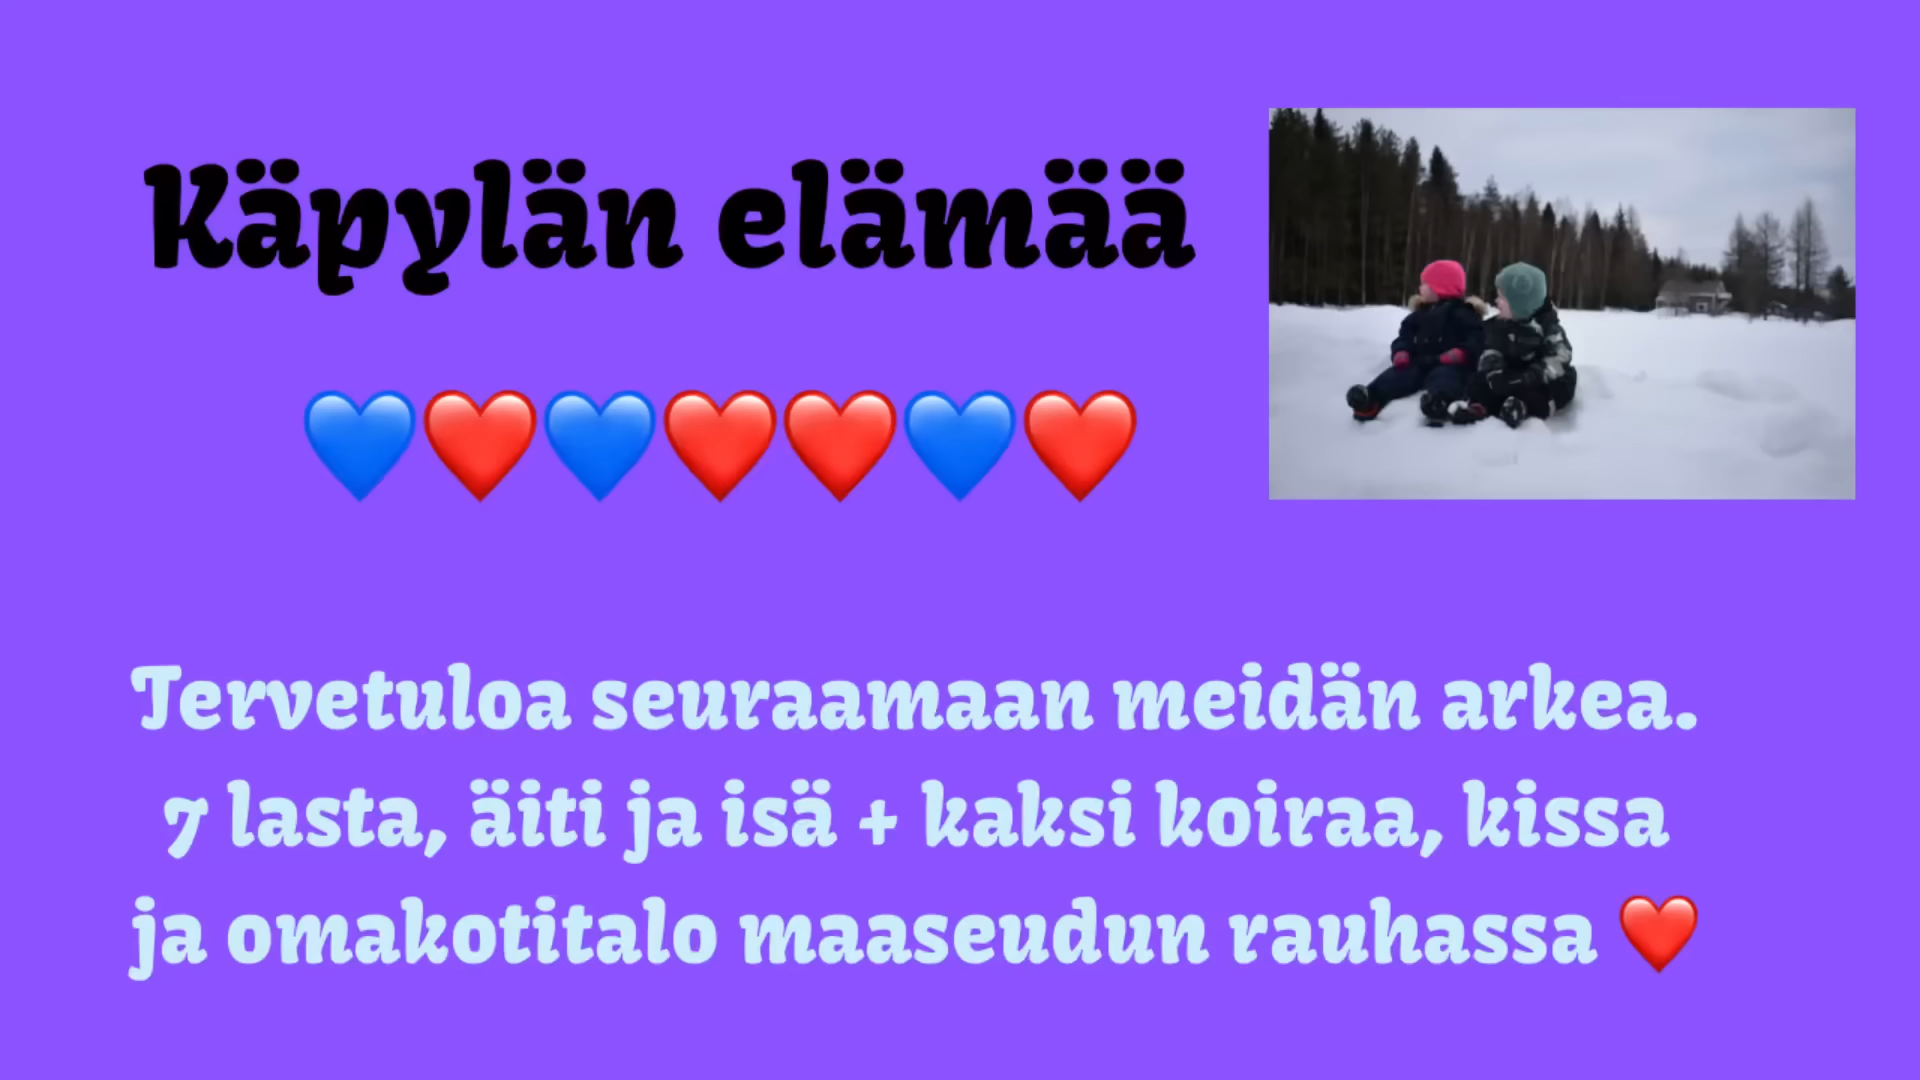 Käpylän elämää
💙❤️💙❤️❤️💙❤️
Tervetuloa seuraamaan meidän arkea.
7 lasta, äiti ja isä + kaksi koiraa, kissa
ja omakotitalo maaseudun rauhassa ❤️